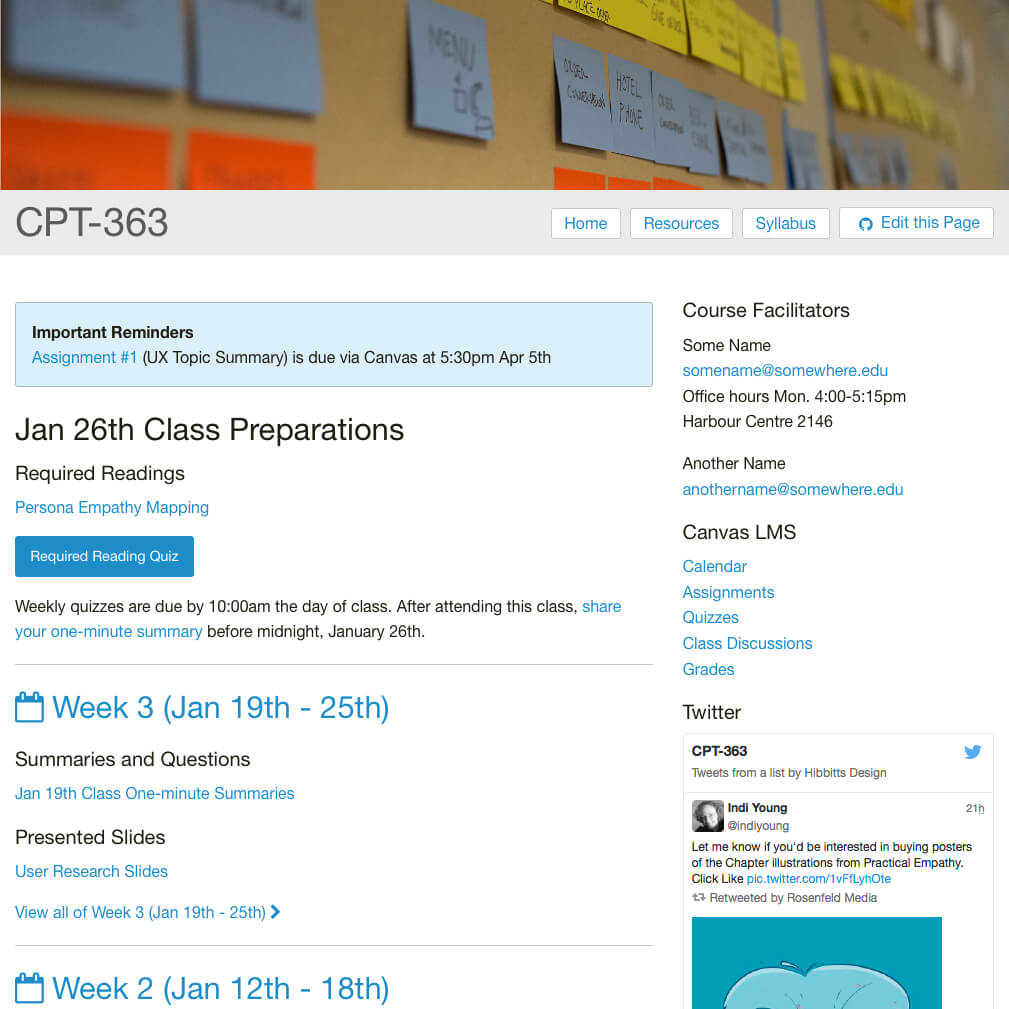 MENU
ORDER
CONVERSATION
HOTEL
PHONE
CPT-363
Home
Resources
Syllabus
Edit this Page
Important Reminders
Assignment #1 (UX Topic Summary) is due via Canvas at 5:30pm Apr 5th
Jan 26th Class Preparations
Required Readings
Persona Empathy Mapping
Required Reading Quiz
Weekly quizzes are due by 10:00am the day of class. After attending this class, share
your one-minute summary before midnight, January 26th.
Week 3 (Jan 19th - 25th)
Summaries and Questions
Jan 19th Class One-minute Summaries
Presented Slides
User Research Slides
View all of Week 3 (Jan 19th - 25th)
Week 2 (Jan 12th - 18th)
Course Facilitators
Some Name
somename@somewhere.edu
Office hours Mon. 4:00-5:15pm
Harbour Centre 2146
Another Name
anothername@somewhere.edu
Canvas LMS
Calendar
Assignments
Quizzes
Class Discussions
Grades
Twitter
CPT-363
Tweets from a list by Hibbitts Design
Indi Young
21h
@indiyoung
Let me know if you'd be interested in buying posters
of the Chapter illustrations from Practical Empathy.
Click Like pic.twitter.com/1vFfLyhOte
Retweeted by Rosenfeld Media